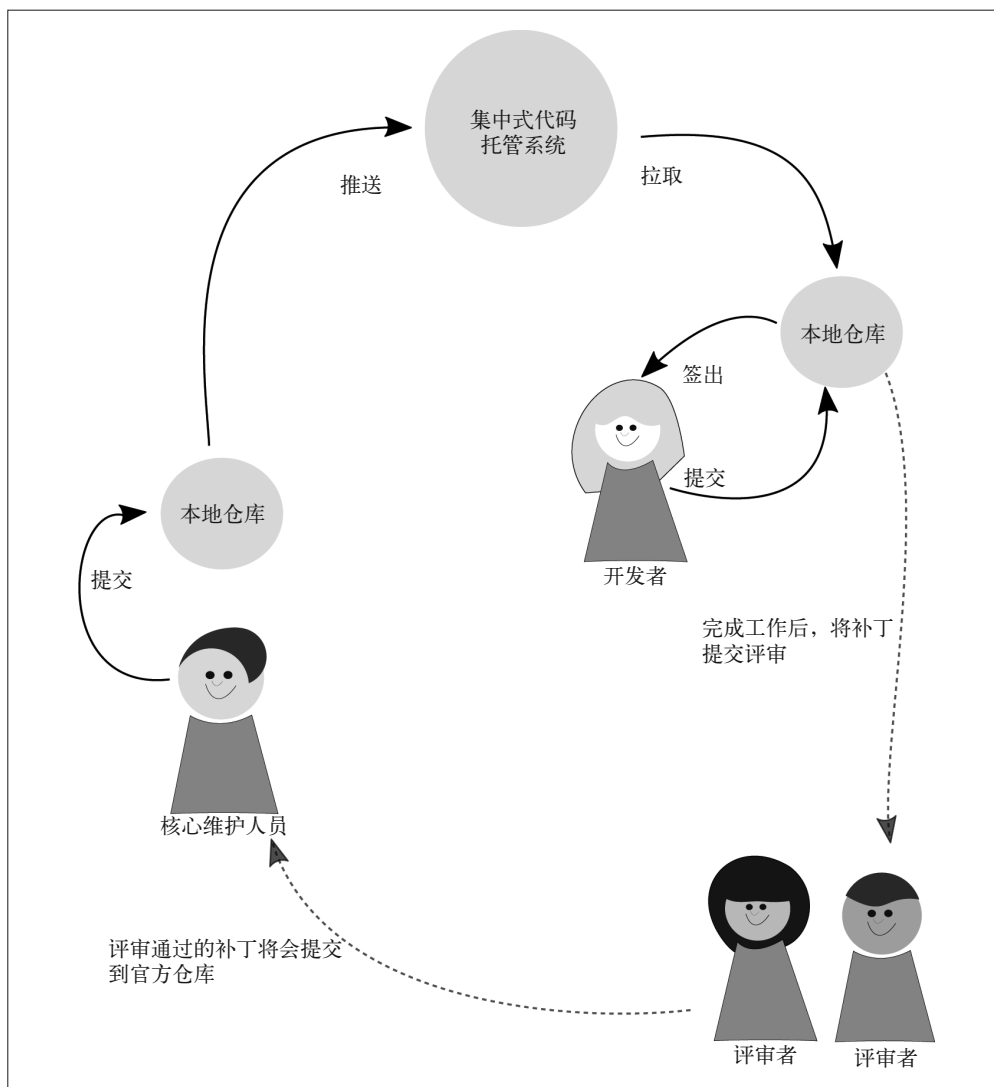 集中式代码
托管系统
推送
拉取
本地仓库
签出
提交
开发者
本地仓库
提交
完成工作后，将补丁
提交评审
核心维护人员
评审通过的补丁将会提交
到官方仓库
评审者
评审者